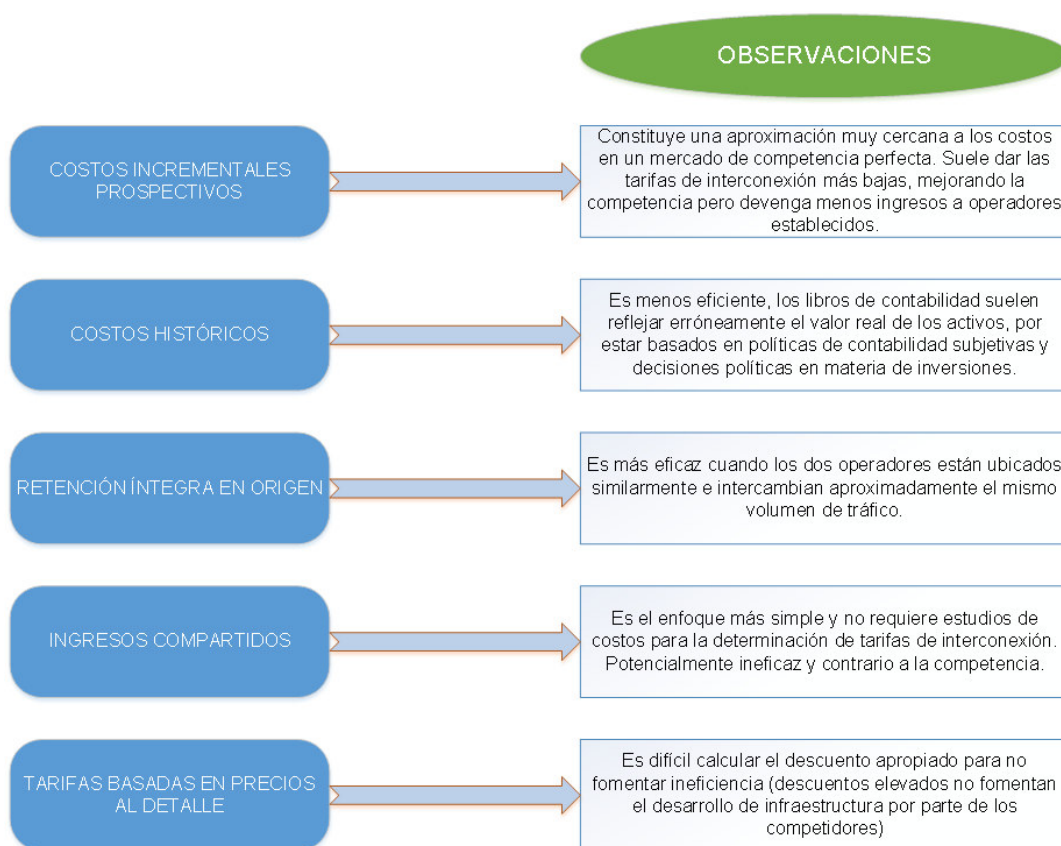 OBSERVACIONES
COSTOS INCREMENTALES
PROSPECTIVOS
Constituye una aproximación muy cercana a los costos
en un mercado de competencia perfecta. Suele dar las
tarifas de interconexión más bajas, mejorando la
competencia pero devenga menos ingresos a operadores
establecidos.
COSTOS HISTÓRICOS
Es menos eficiente, los libros de contabilidad suelen
reflejar erróneamente el valor real de los activos, por
estar basados en políticas de contabilidad subjetivas y
decisiones políticas en materia de inversiones.
RETENCIÓN ÍNTEGRA EN ORIGEN
Es más eficaz cuando los dos operadores están ubicados
similarmente e intercambian aproximadamente el mismo
volumen de tráfico.
INGRESOS COMPARTIDOS
Es el enfoque más simple y no requiere estudios de
costos para la determinación de tarifas de interconexión.
Potencialmente ineficaz y contrario a la competencia.
TARIFAS BASADAS EN PRECIOS
AL DETALLE
Es difícil calcular el descuento apropiado para no
fomentar ineficiencia (descuentos elevados no fomentan
el desarrollo de infraestructura por parte de los
competidores)